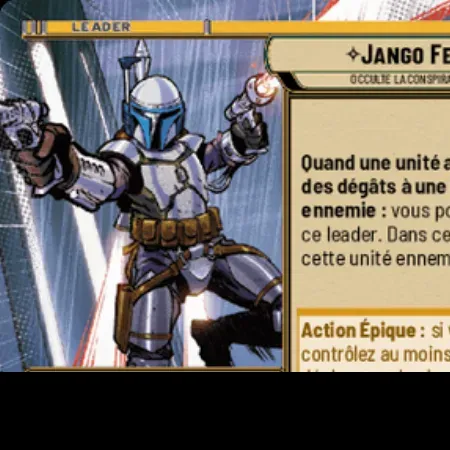 LEADER
JANGO FE
OCCULTE LA CONSPIRA
Quand une unité a
des dégâts à une
ennemie : vous po
ce leader. Dans ce
cette unité ennem
Action Épique : si
contrôlez au moins